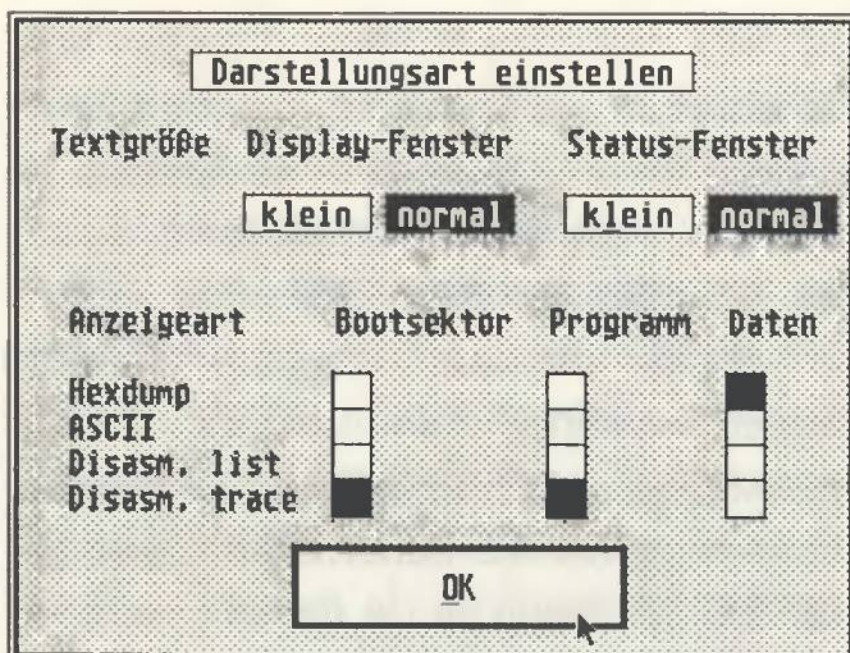 Darstellungsart einstellen
Textgröße Display-Fenster Status-Fenster
klein normal klein normal
Anzeigeart Bootsektor Programm Daten
Hexdump
ASCII
Disasm. list
Disasm. trace
OK